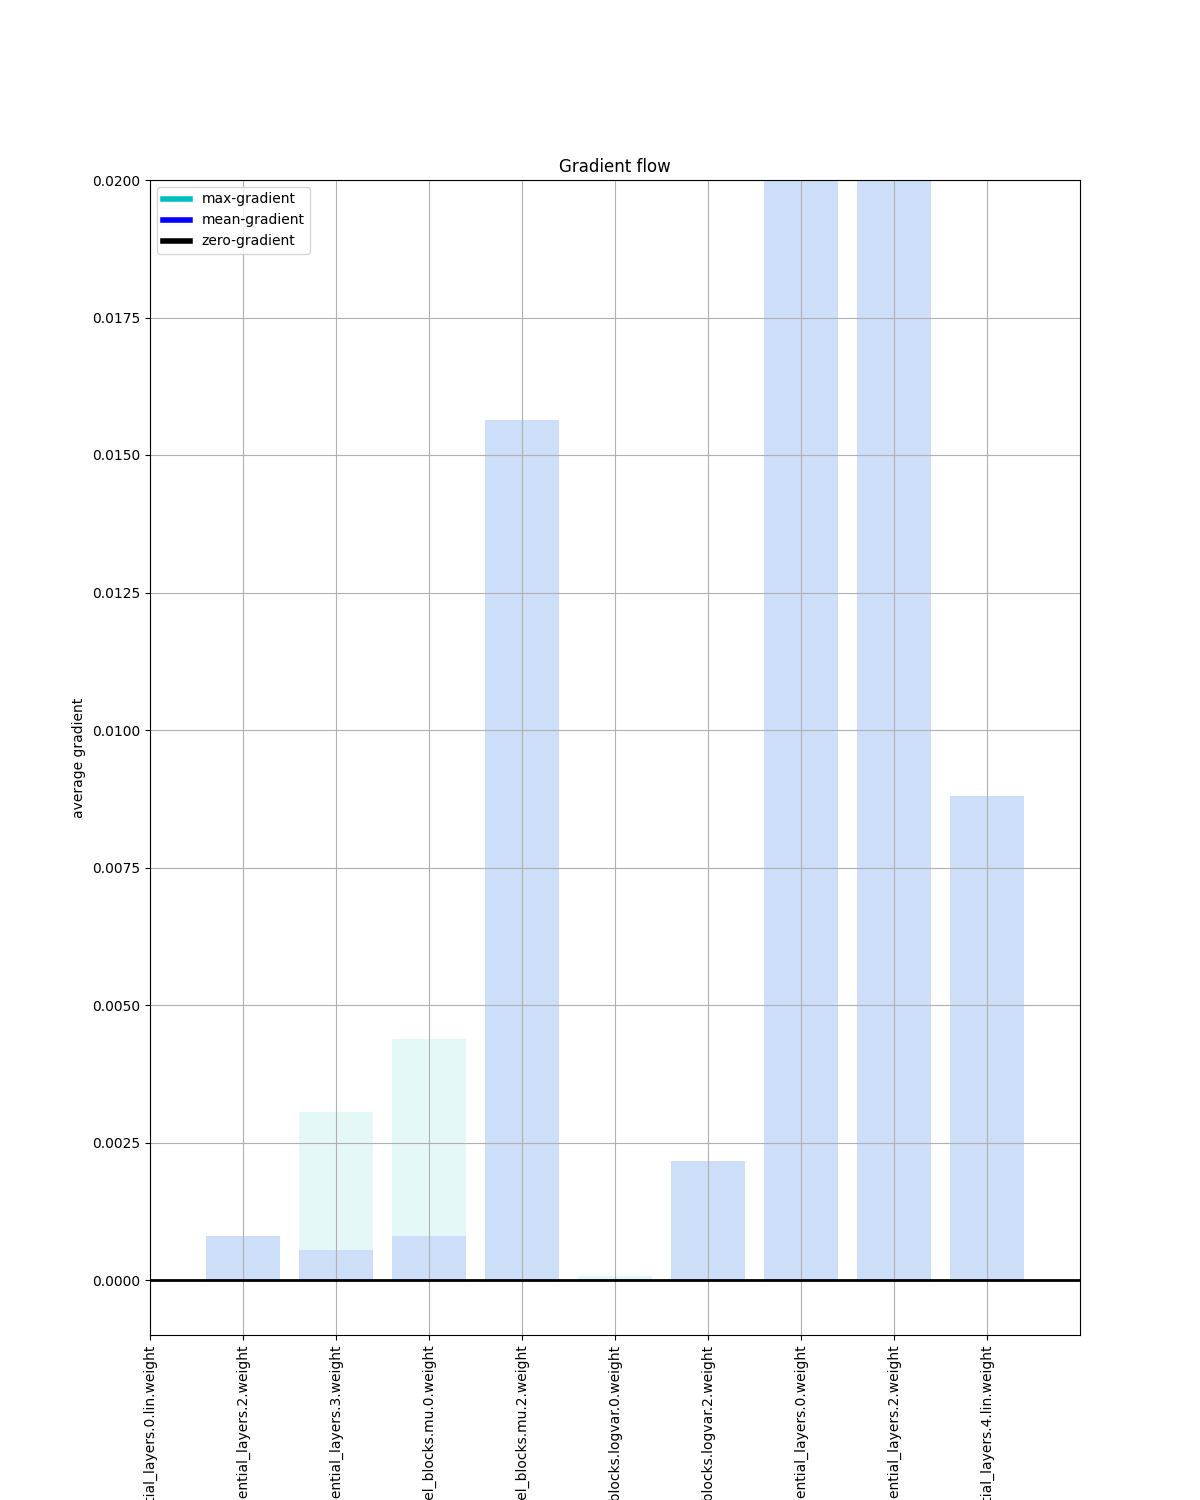 Gradient flow
max-gradient
mean-gradient
zero-gradient
0.0200
0.0175
0.0150
0.0125
0.0100
0.0075
0.0050
0.0025
0.0000
average gradient
tial_layers.0.lin.weight
ential_layers.2.weight
ential_layers.3.weight
el_blocks.mu.0.weight
el_blocks.mu.2.weight
blocks.logvar.0.weight
blocks.logvar.2.weight
ential_layers.0.weight
ential_layers.2.weight
tial_layers.4.lin.weight